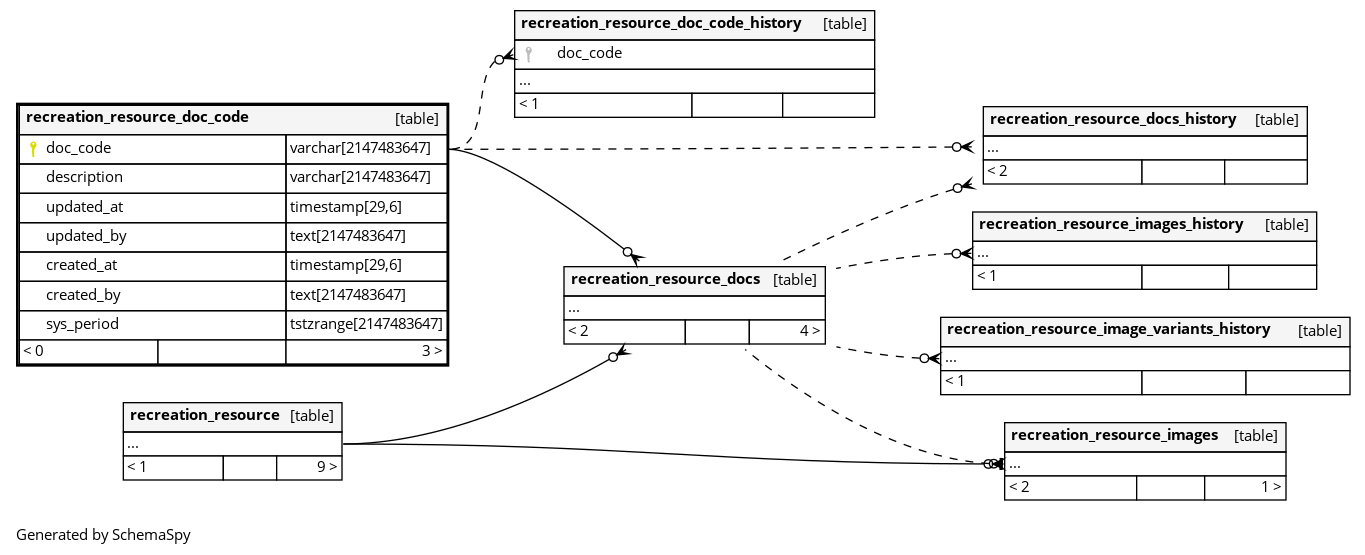 recreation_resource_doc_code_history [table]
doc_code
...
< 1
recreation_resource_doc_code [table]
doc_code varchar[2147483647]
description varchar[2147483647]
updated_at timestamp[29,6]
updated_by text[2147483647]
created_at timestamp[29,6]
created_by text[2147483647]
sys_period tstzrange[2147483647]
< 0 3 >
recreation_resource_docs_history [table]
...
< 2
recreation_resource_images_history [table]
...
< 1
recreation_resource_docs [table]
...
< 2 4 >
recreation_resource_image_variants_history [table]
...
< 1
recreation_resource [table]
...
< 1 9 >
recreation_resource_images [table]
...
< 2 1 >
Generated by SchemaSpy